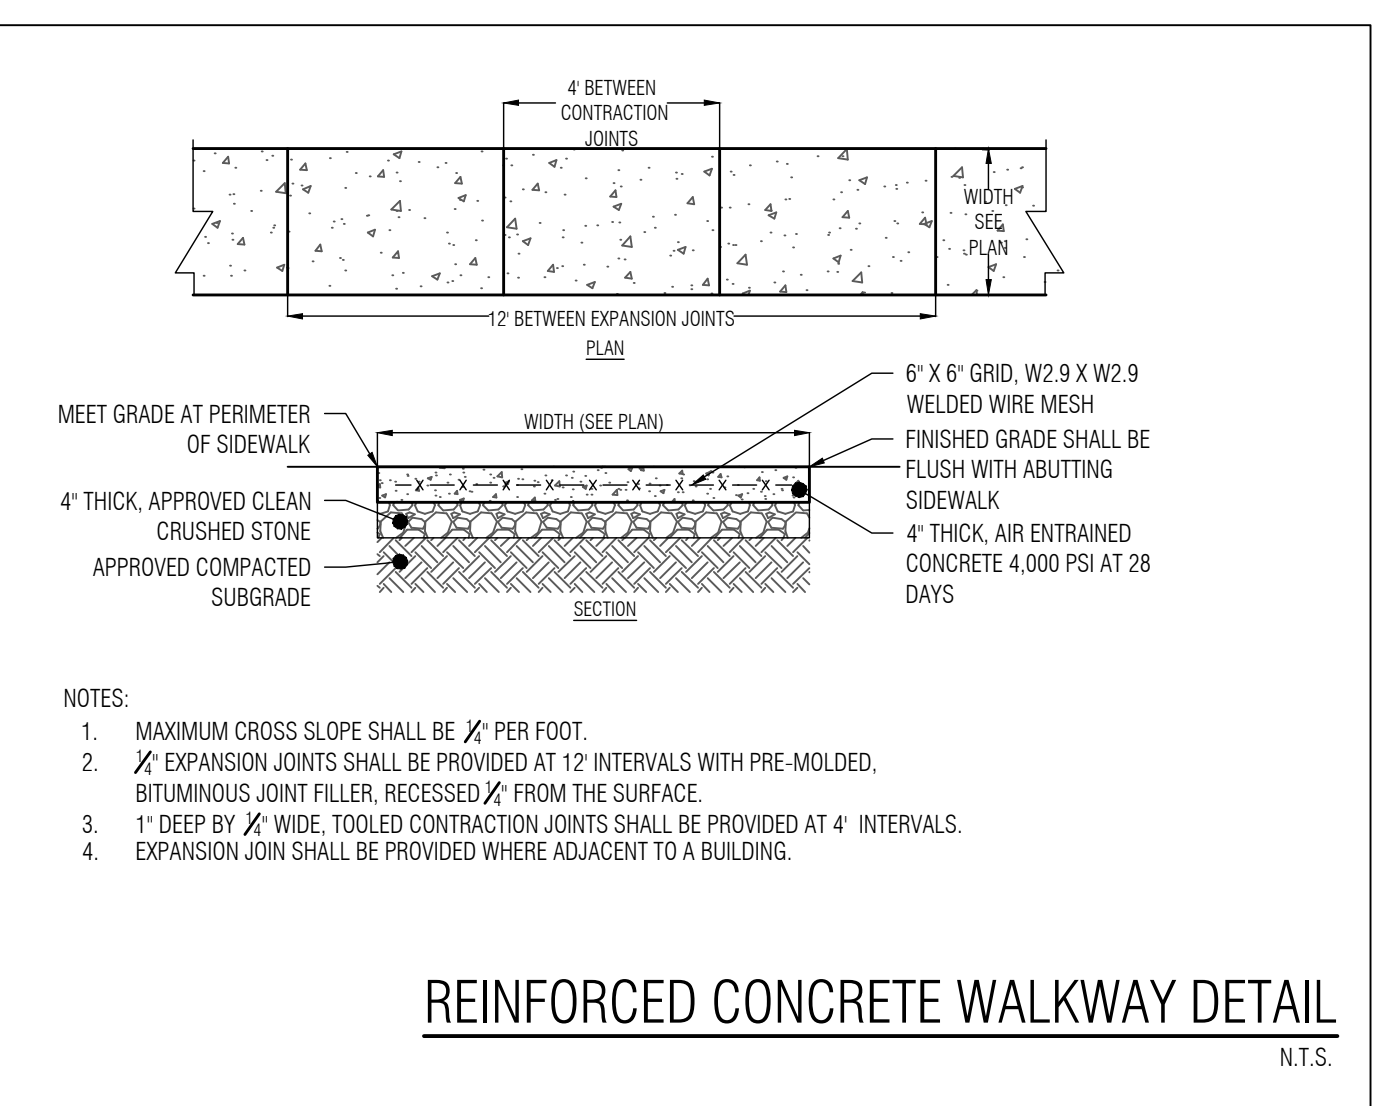 4' BETWEEN
CONTRACTION
JOINTS
WIDTH
SEE
PLAN
12' BETWEEN EXPANSION JOINTS
PLAN
MEET GRADE AT PERIMETER
OF SIDEWALK
4" THICK, APPROVED CLEAN
CRUSHED STONE
APPROVED COMPACTED
SUBGRADE
WIDTH (SEE PLAN)
X X X X X X X X X
6" X 6" GRID, W2.9 X W2.9
WELDED WIRE MESH
FINISHED GRADE SHALL BE
FLUSH WITH ABUTTING
SIDEWALK
4" THICK, AIR ENTRAINED
CONCRETE 4,000 PSI AT 28
DAYS
SECTION
NOTES:
1. MAXIMUM CROSS SLOPE SHALL BE 1/4" PER FOOT.
2. 1/4" EXPANSION JOINTS SHALL BE PROVIDED AT 12' INTERVALS WITH PRE-MOLDED,
BITUMINOUS JOINT FILLER, RECESSED 1/4" FROM THE SURFACE.
3. 1" DEEP BY 1/4" WIDE, TOOLED CONTRACTION JOINTS SHALL BE PROVIDED AT 4' INTERVALS.
4. EXPANSION JOIN SHALL BE PROVIDED WHERE ADJACENT TO A BUILDING.
REINFORCED CONCRETE WALKWAY DETAIL
N.T.S.